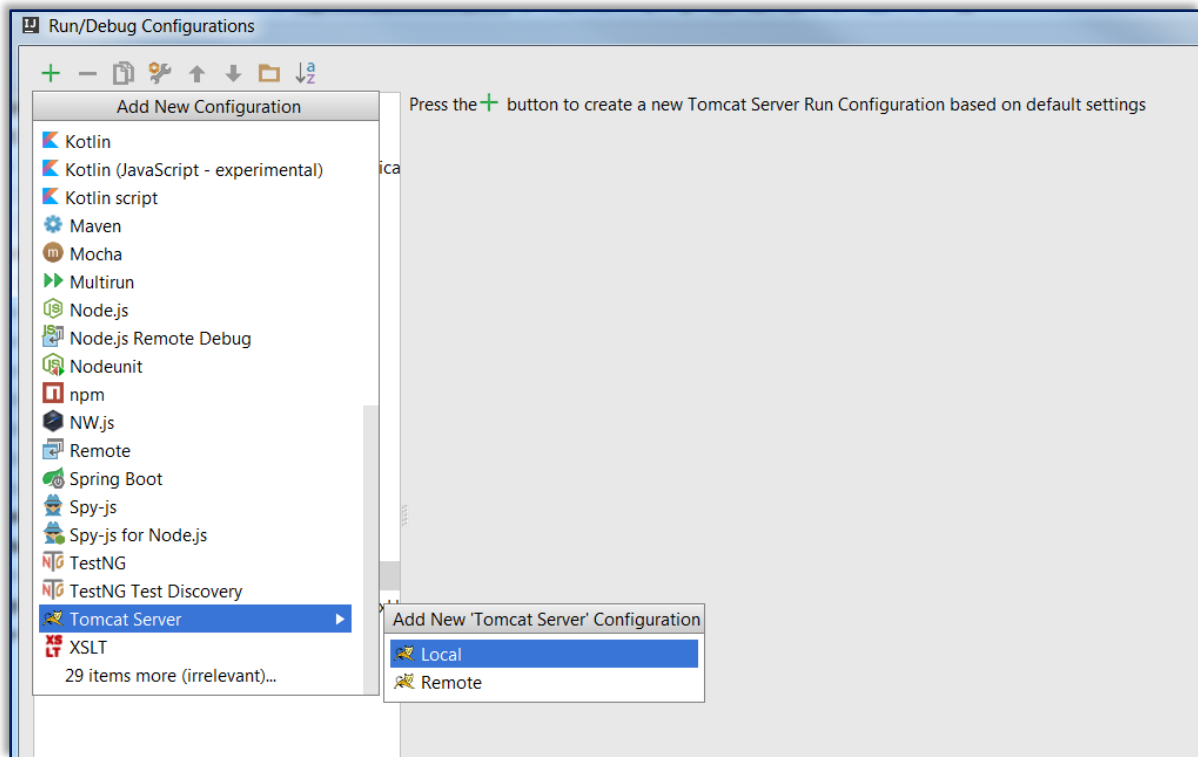 Run/Debug Configurations
Add New Configuration
Press the + button to create a new Tomcat Server Run Configuration based on default settings
Kotlin
Kotlin (JavaScript - experimental)
ica
Kotlin script
Maven
Mocha
Multirun
Node.js
Node.js Remote Debug
Nodeunit
npm
NW.js
Remote
Spring Boot
Spy-js
Spy-js for Node.js
TestNG
TestNG Test Discovery
Tomcat Server
Add New 'Tomcat Server' Configuration
XSLT
Local
29 items more (irrelevant)...
Remote